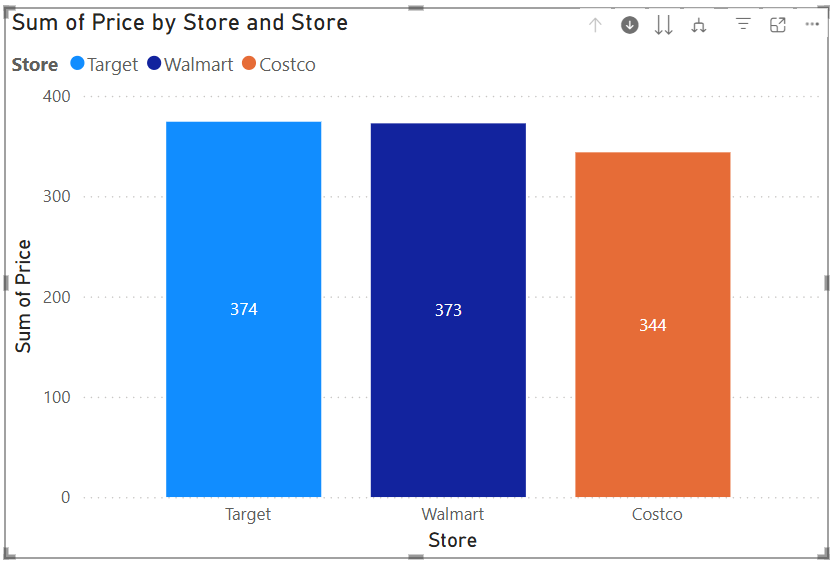 Sum of Price by Store and Store
Store Target Walmart Costco
400
300
200
100
0
Sum of Price
374
373
344
Target Walmart Costco
Store